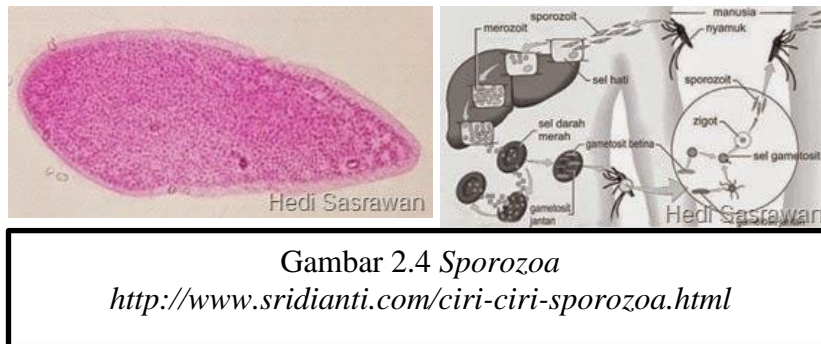 Hedi Sasrawan
manusia
sporozoit
nyamuk
merozoit
sel hati
sporozoit
zigot
sel darah
merah
gametosit betina
sel gametosit
gametosit
jantan
Hedi Sasrawan
Gambar 2.4 Sporozoa
http://www.sridianti.com/ciri-ciri-sporozoa.html